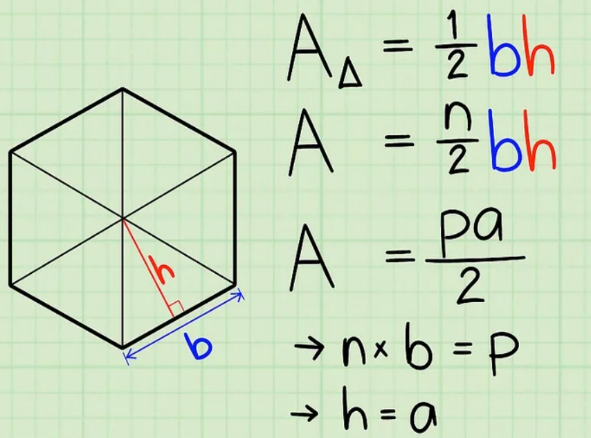 A△ = 1/2 bh
A = n/2 bh
A = pa/2
→ n × b = p
→ h = a
h
b